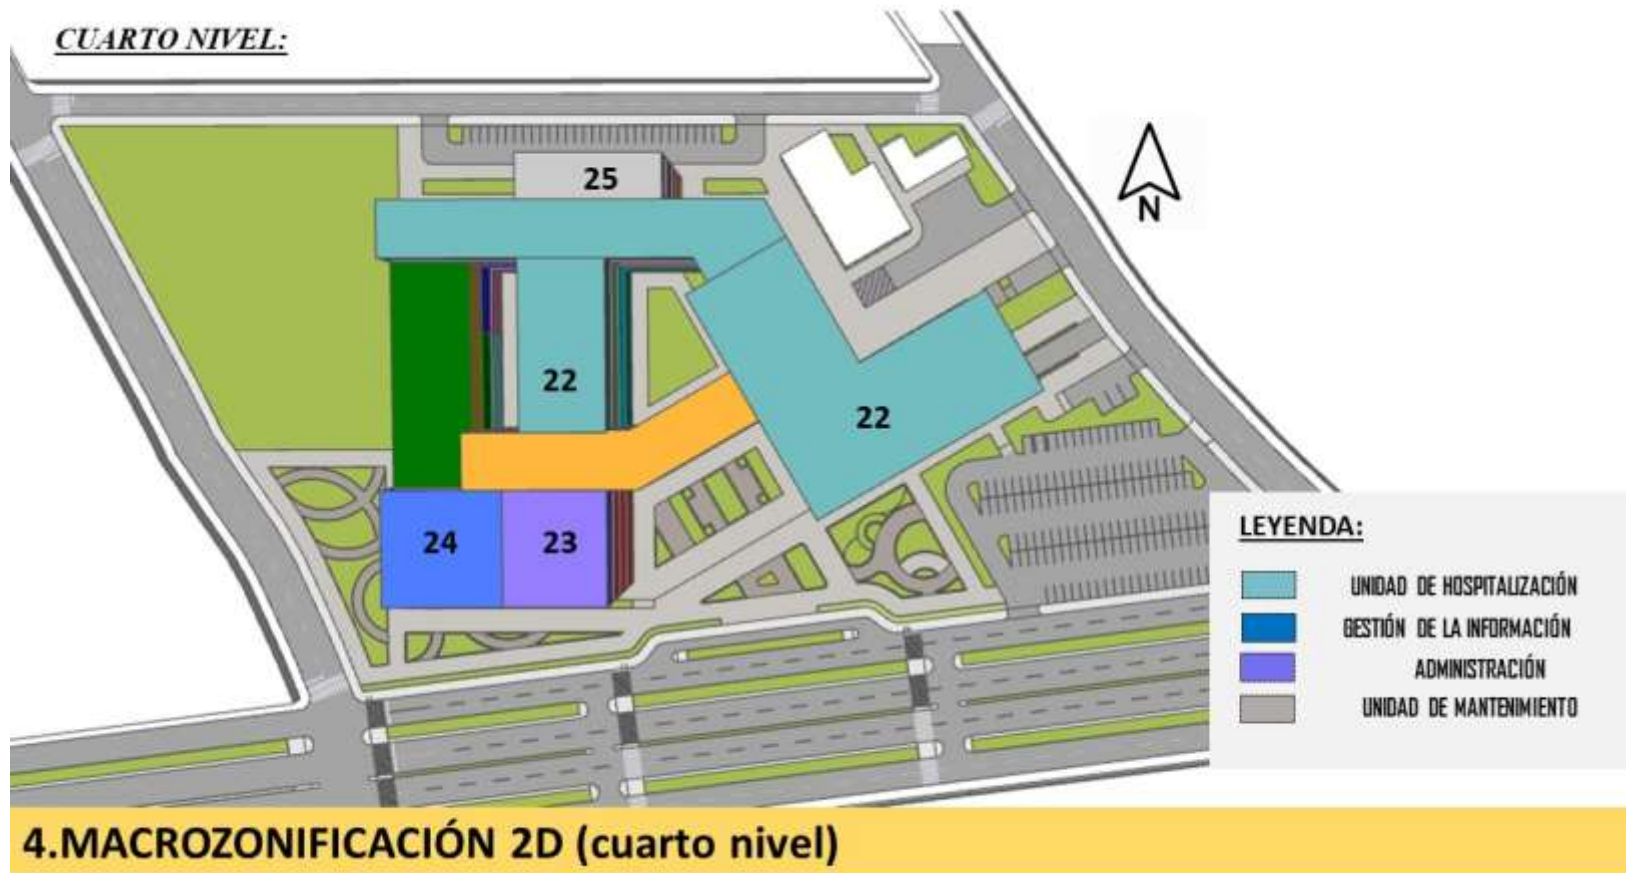 CUARTO NIVEL:
25
N
22
22
24
23
LEYENDA:
UNIDAD DE HOSPITALIZACIÓN
GESTIÓN DE LA INFORMACIÓN
ADMINISTRACIÓN
UNIDAD DE MANTENIMIENTO
4.MACROZONIFICACIÓN 2D (cuarto nivel)